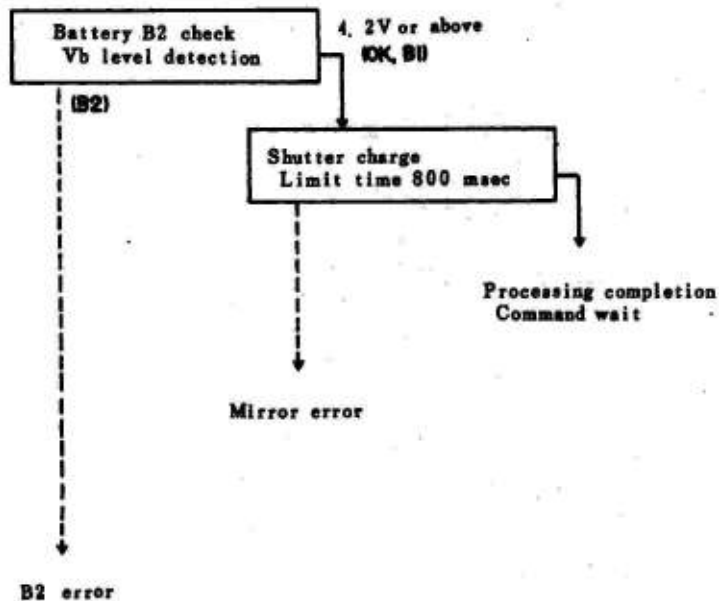 Battery B2 check
Vb level detection
4. 2V or above
(OK, B1)
(B2)
Shutter charge
Limit time 800 msec
Processing completion
Command wait
Mirror error
B2 error